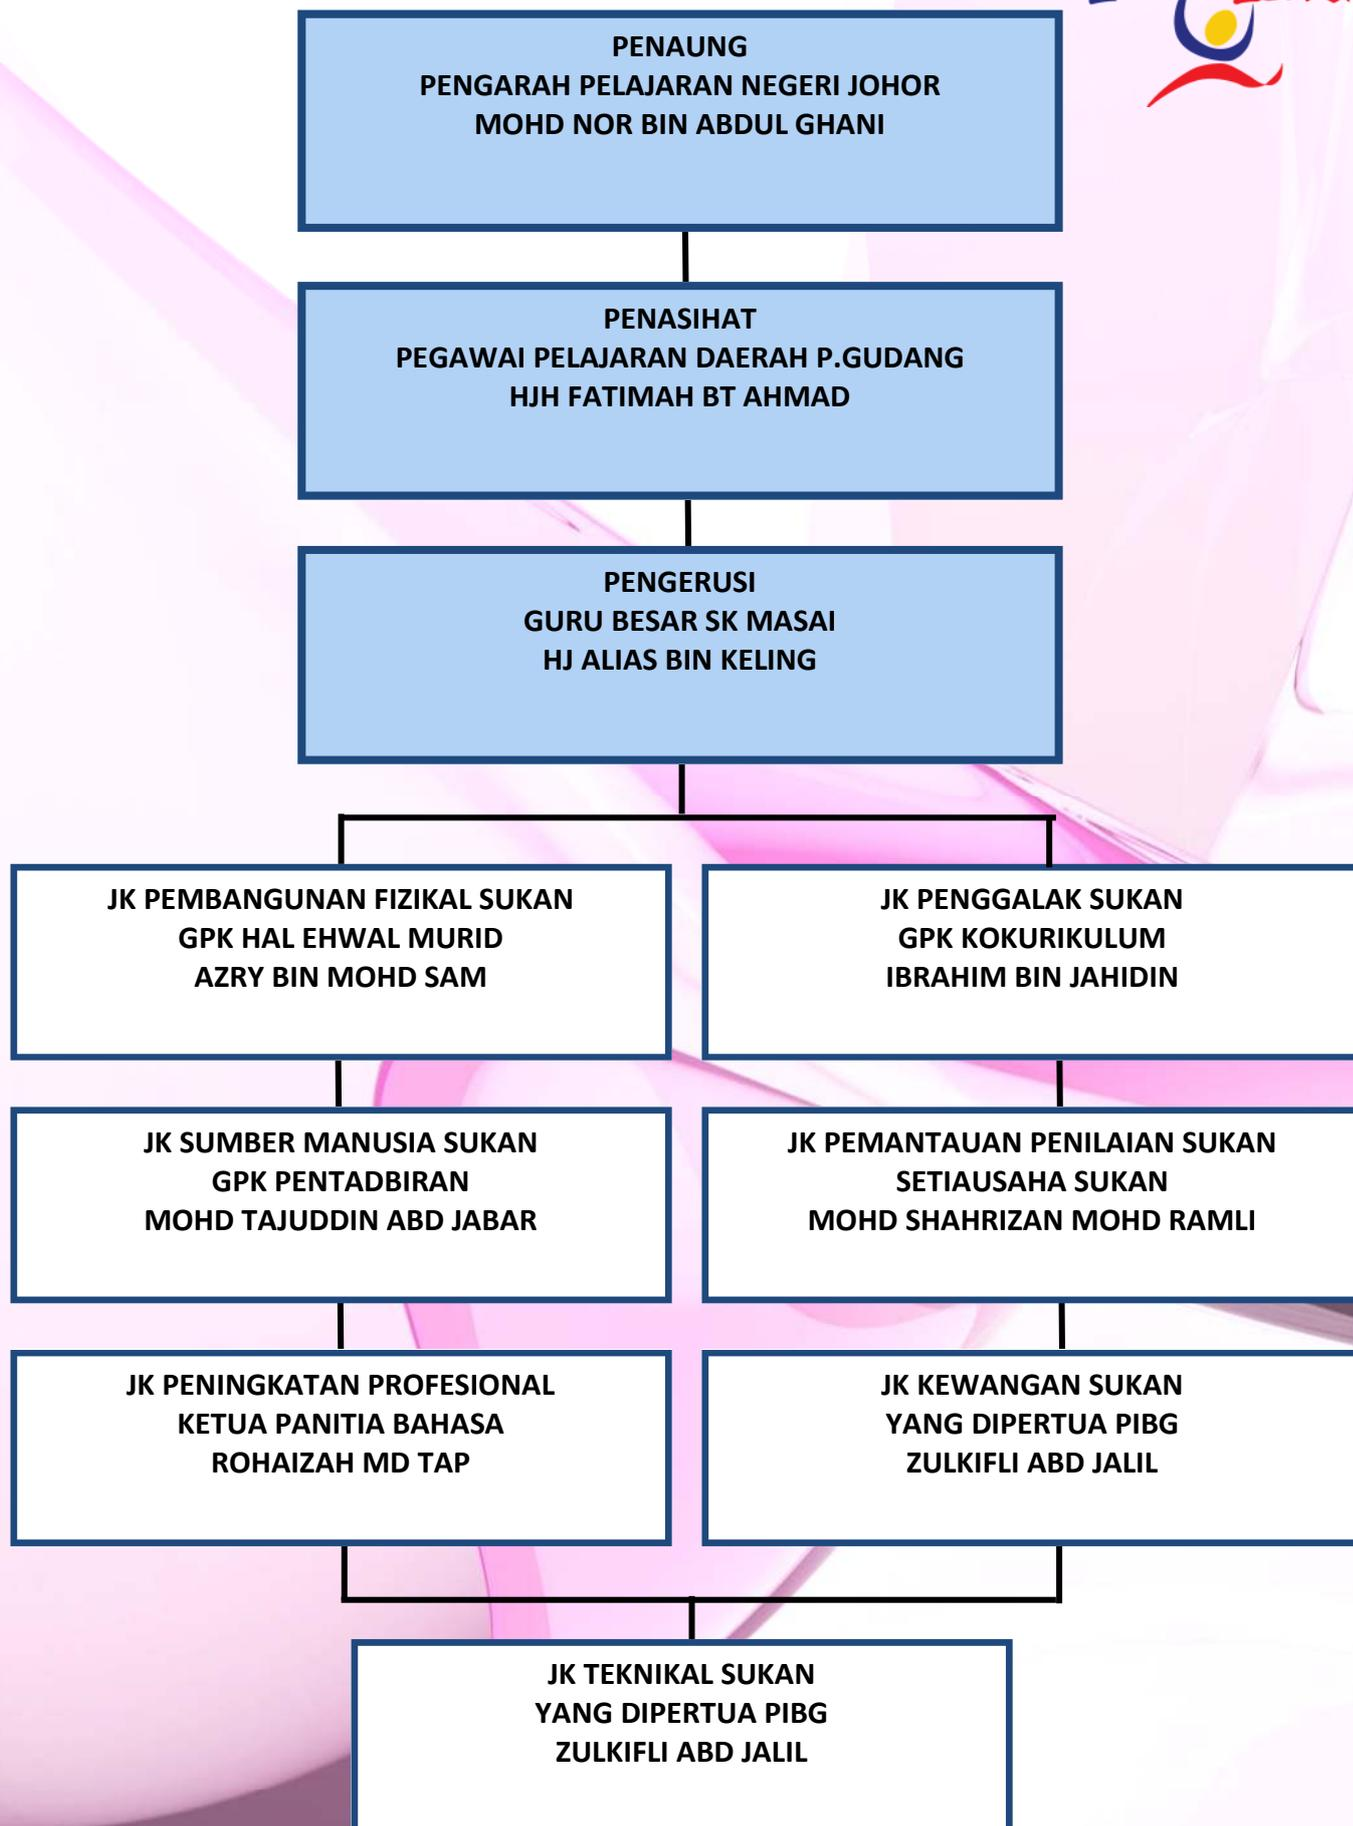 PENAUNG
PENGARAH PELAJARAN NEGERI JOHOR
MOHD NOR BIN ABDUL GHANI
PENASIHAT
PEGAWAI PELAJARAN DAERAH P.GUDANG
HJH FATIMAH BT AHMAD
PENGERUSI
GURU BESAR SK MASAI
HJ ALIAS BIN KELING
JK PEMBANGUNAN FIZIKAL SUKAN
GPK HAL EHWAL MURID
AZRY BIN MOHD SAM
JK PENGGALAK SUKAN
GPK KOKURIKULUM
IBRAHIM BIN JAHIDIN
JK SUMBER MANUSIA SUKAN
GPK PENTADBIRAN
MOHD TAJUDDIN ABD JABAR
JK PEMANTAUAN PENILAIAN SUKAN
SETIAUSAHA SUKAN
MOHD SHAHRIZAN MOHD RAMLI
JK PENINGKATAN PROFESIONAL
KETUA PANITIA BAHASA
ROHAIZAH MD TAP
JK KEWANGAN SUKAN
YANG DIPERTUA PIBG
ZULKIFLI ABD JALIL
JK TEKNIKAL SUKAN
YANG DIPERTUA PIBG
ZULKIFLI ABD JALIL